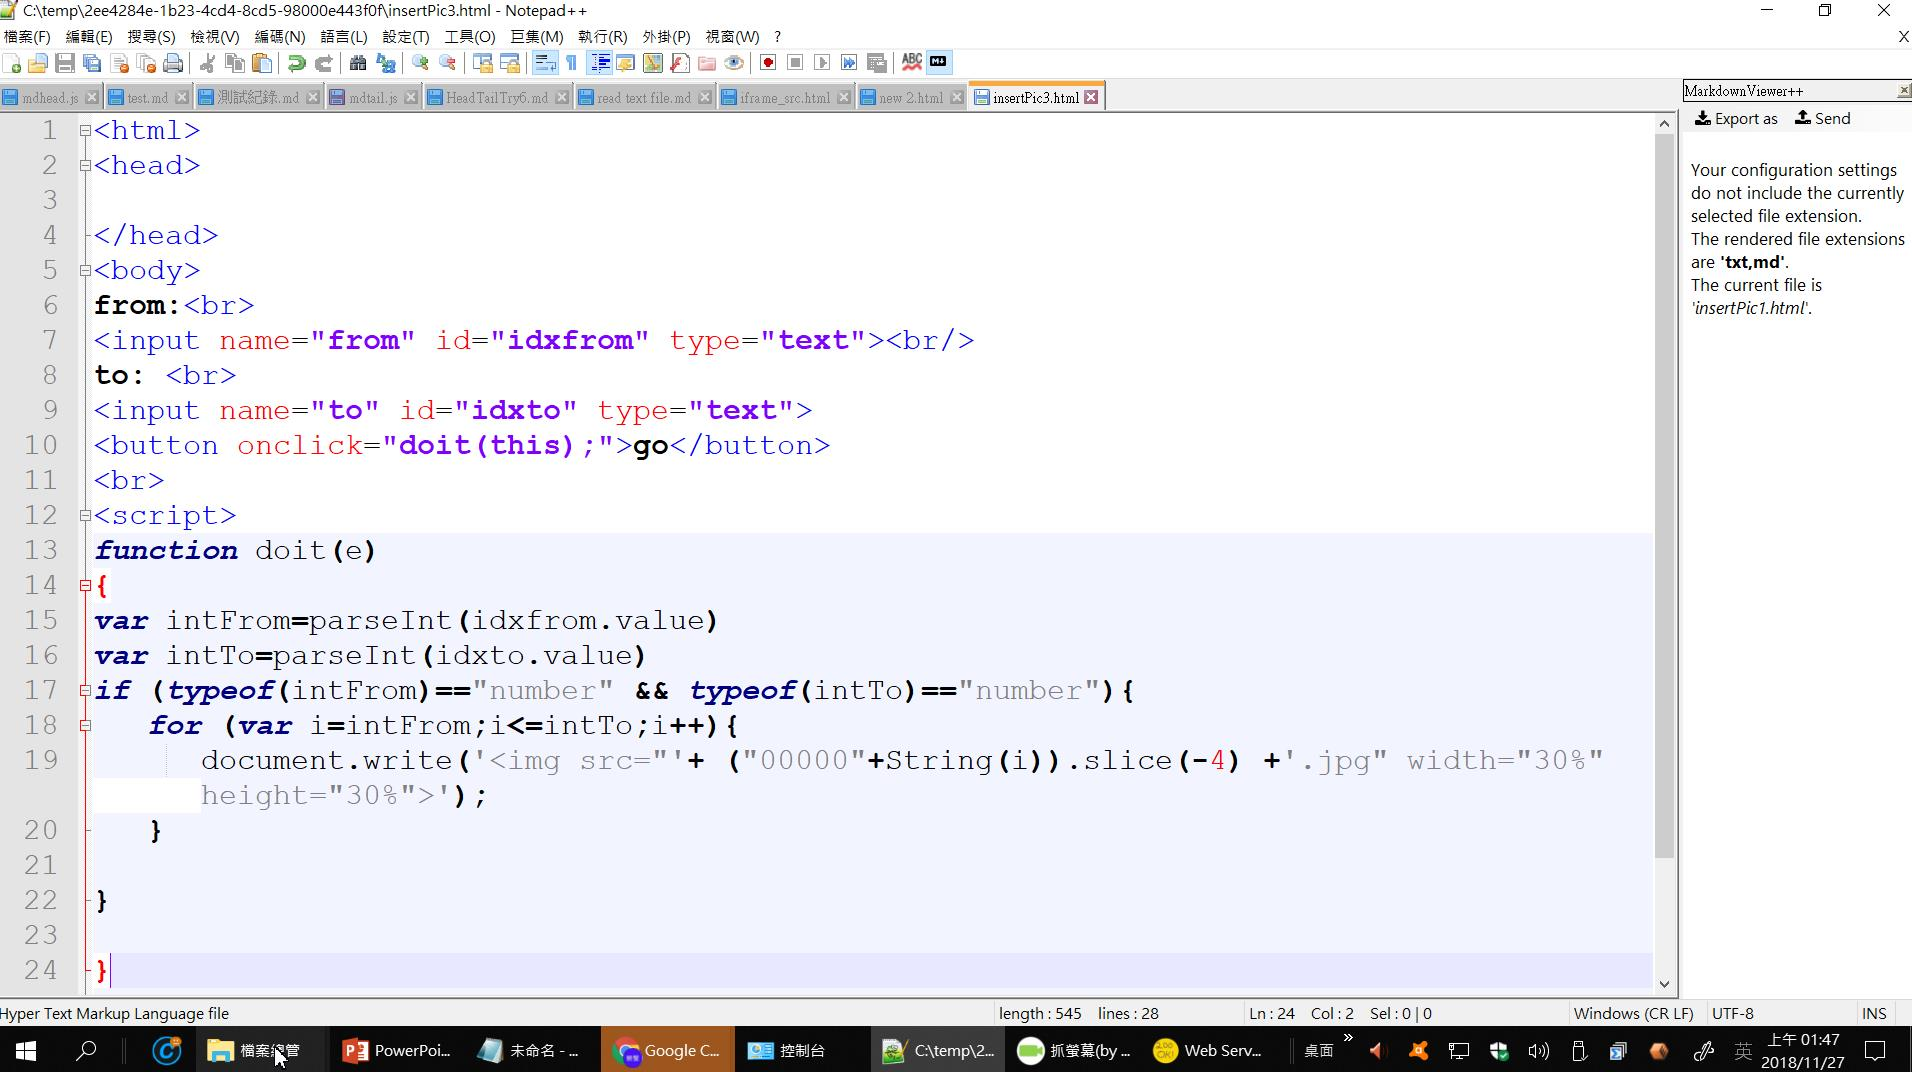 C:\temp\2ee4284e-1b23-4cd4-8cd5-98000e443f0f\insertPic3.html - Notepad++
檔案(F) 編輯(E) 搜尋(S) 檢視(V) 編碼(N) 語言(L) 設定(T) 工具(O) 巨集(M) 執行(R) 外掛(P) 視窗(W) ? X
ABC
mdhead.js test.md 測試紀錄.md mdtail.js HeadTailTry6.md read text file.md iframe_src.html new 2.html insertPic3.html
MarkdownViewer++
Export as Send
Your configuration settings
do not include the currently
selected file extension.
The rendered file extensions
are 'txt,md'.
The current file is
'insertPic1.html'.
1 <html>
2 <head>
3
4 </head>
5 <body>
6 from:<br>
7 <input name="from" id="idxfrom" type="text"><br/>
8 to: <br>
9 <input name="to" id="idxto" type="text">
10 <button onclick="doit(this);">go</button>
11 <br>
12 <script>
13 function doit(e)
14 {
15 var intFrom=parseInt(idxfrom.value)
16 var intTo=parseInt(idxto.value)
17 if (typeof(intFrom)=="number" && typeof(intTo)=="number"){
18 for (var i=intFrom;i<=intTo;i++){
19 document.write('<img src="'+ ("00000"+String(i)).slice(-4) +'.jpg" width="30%"
height="30%">');
20 }
21
22 }
23
24 }
Hyper Text Markup Language file length : 545 lines : 28 Ln : 24 Col : 2 Sel : 0 | 0 Windows (CR LF) UTF-8 INS
檔案總管 PowerPoi... 未命名 - ... Google C... 控制台 C:\temp\2... 抓螢幕(by ... Web Serv... 桌面 » 英 上午 01:47
2018/11/27